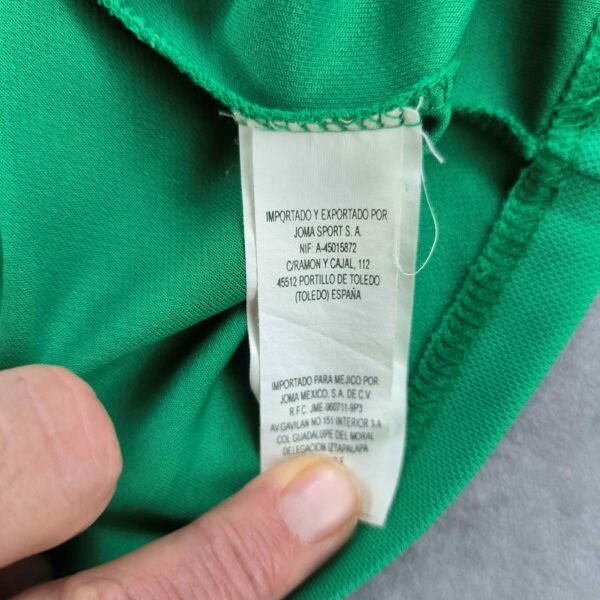 IMPORTADO Y EXPORTADO POR
JOMA SPORT S. A.
NIF: A-45015872
C/RAMON Y CAJAL, 112
45512 PORTILLO DE TOLEDO
(TOLEDO) ESPAÑA
IMPORTADO PARA MEJICO POR
JOMA MEXICO, S.A. DE C.V
R.F.C. JME-960711-9P3
AV GAVILAN NO.151 INTERIOR 3-A
COL GUADALUPE DEL MORAL
DELEGACION IZTAPALAPA